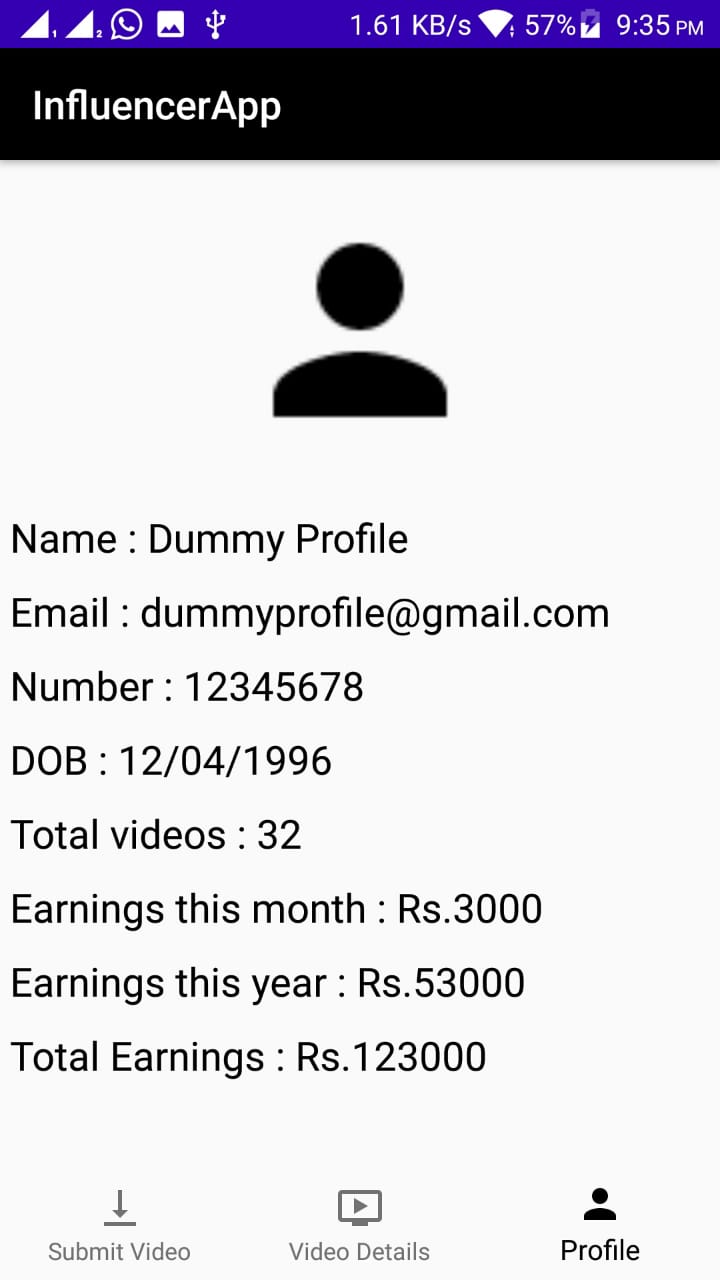 1 2 1.61 KB/s 57% 9:35 PM
InfluencerApp
Name : Dummy Profile
Email : dummyprofile@gmail.com
Number : 12345678
DOB : 12/04/1996
Total videos : 32
Earnings this month : Rs.3000
Earnings this year : Rs.53000
Total Earnings : Rs.123000
Submit Video Video Details Profile